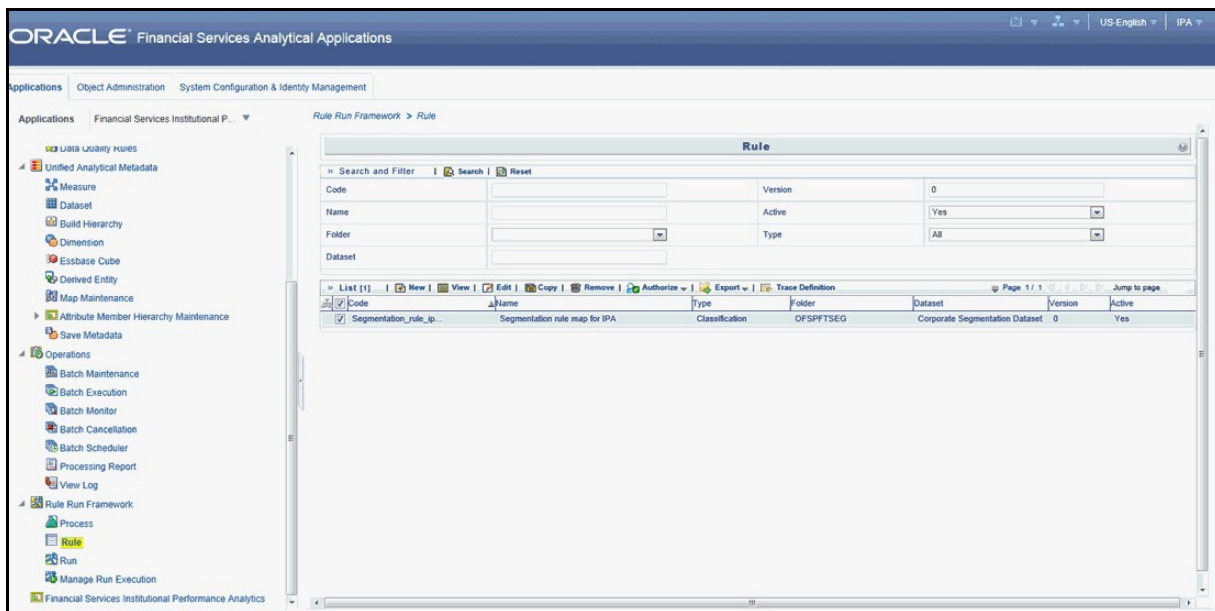 US-English IPA
ORACLE Financial Services Analytical Applications
Applications Object Administration System Configuration & Identity Management
Applications Financial Services Institutional P...
Rule Run Framework > Rule
Data Quality Rules
Unified Analytical Metadata
Measure
Dataset
Build Hierarchy
Dimension
Essbase Cube
Derived Entity
Map Maintenance
Attribute Member Hierarchy Maintenance
Save Metadata
Operations
Batch Maintenance
Batch Execution
Batch Monitor
Batch Cancellation
Batch Scheduler
Processing Report
View Log
Rule Run Framework
Process
Rule
Run
Manage Run Execution
Financial Services Institutional Performance Analytics
Rule
» Search and Filter | Search | Reset
Code Version 0
Name Active Yes
Folder Type All
Dataset
» List [1] | New | View | Edit | Copy | Remove | Authorize | Export | Trace Definition Page 1 / 1 Jump to page
Code Name Type Folder Dataset Version Active
Segmentation_rule_ip... Segmentation rule map for IPA Classification OFSPFTSEG Corporate Segmentation Dataset 0 Yes